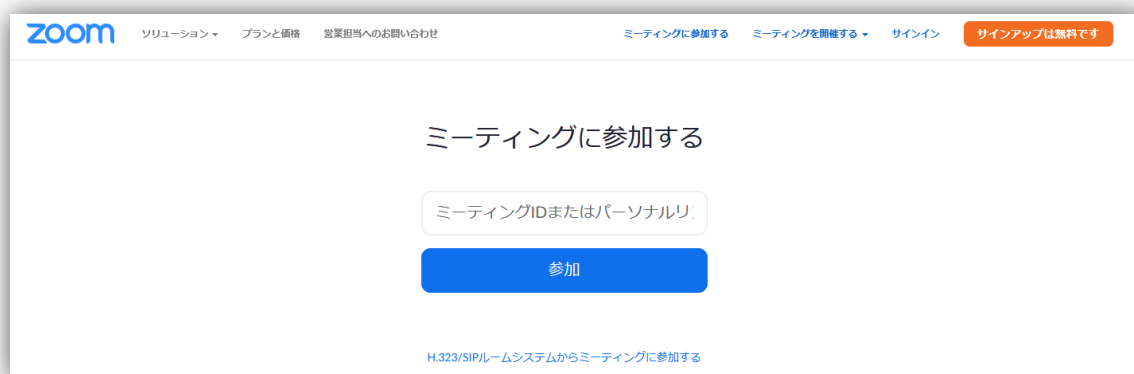 zoom ソリューション プランと価格 営業担当へのお問い合わせ ミーティングに参加する ミーティングを開催する サインイン サインアップは無料です
ミーティングに参加する
ミーティングIDまたはパーソナルリ
参加
H.323/SIPルームシステムからミーティングに参加する